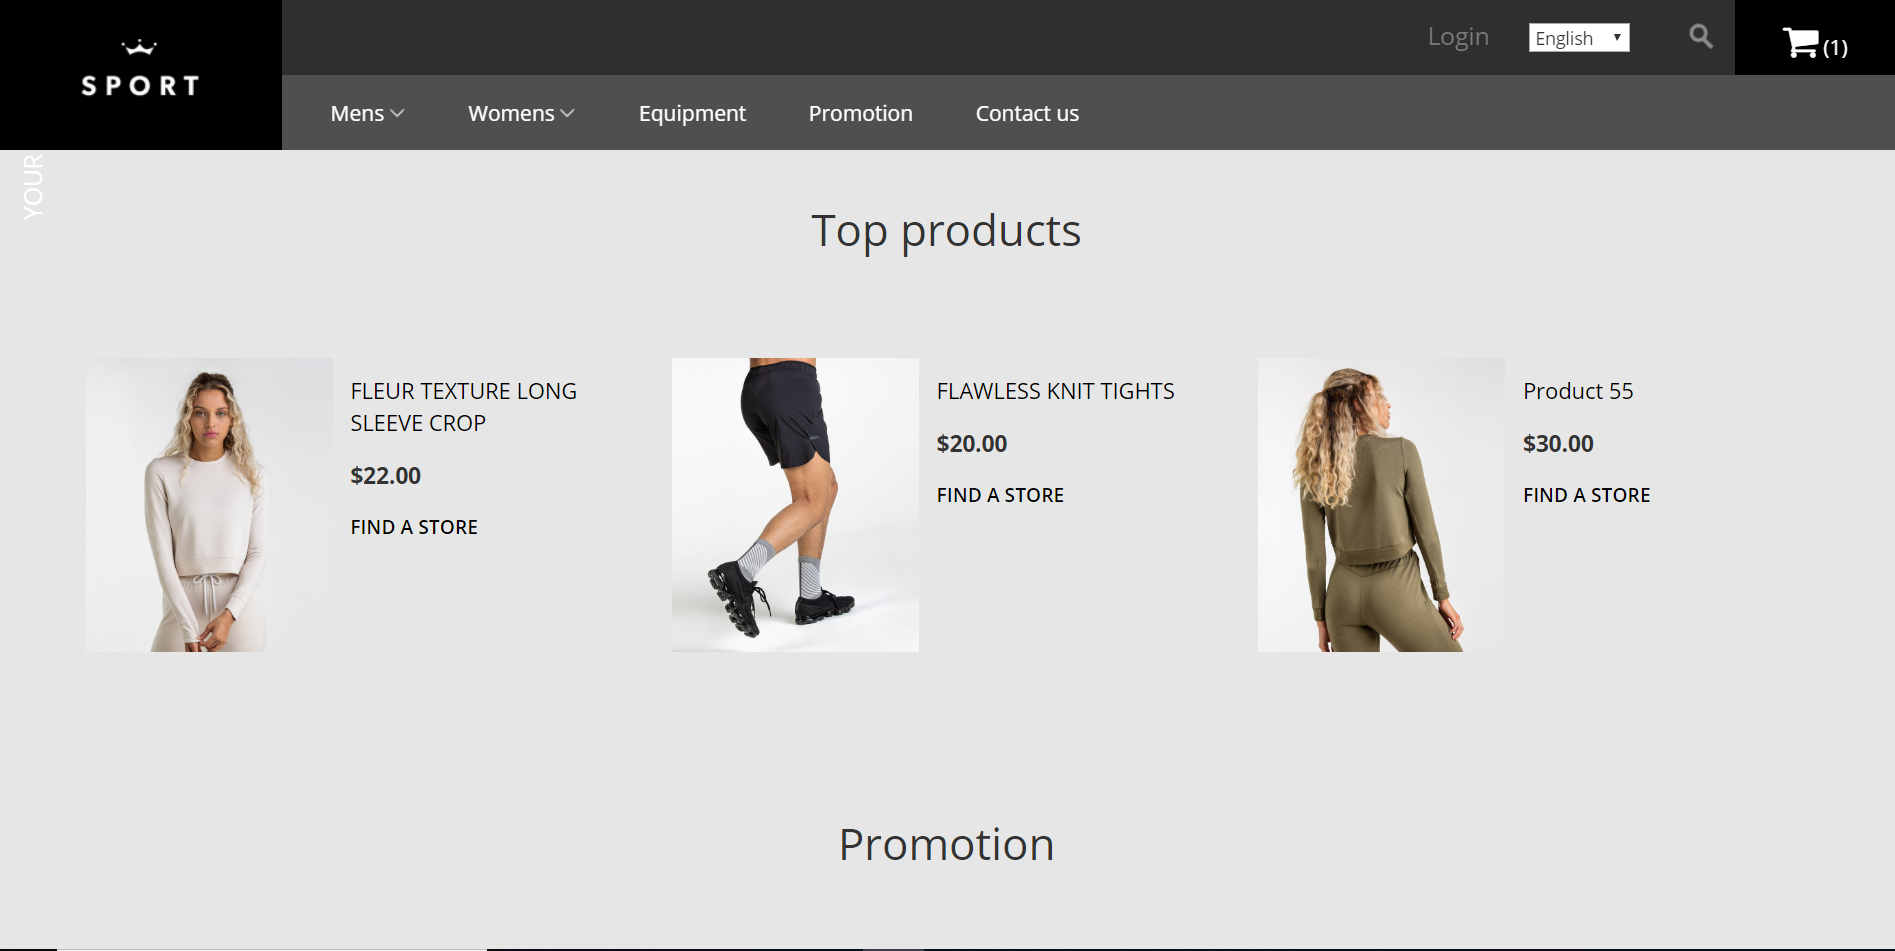 SPORT
Login
English
(1)
Mens
Womens
Equipment
Promotion
Contact us
YOUR
Top products
FLEUR TEXTURE LONG
SLEEVE CROP
$22.00
FIND A STORE
FLAWLESS KNIT TIGHTS
$20.00
FIND A STORE
Product 55
$30.00
FIND A STORE
Promotion